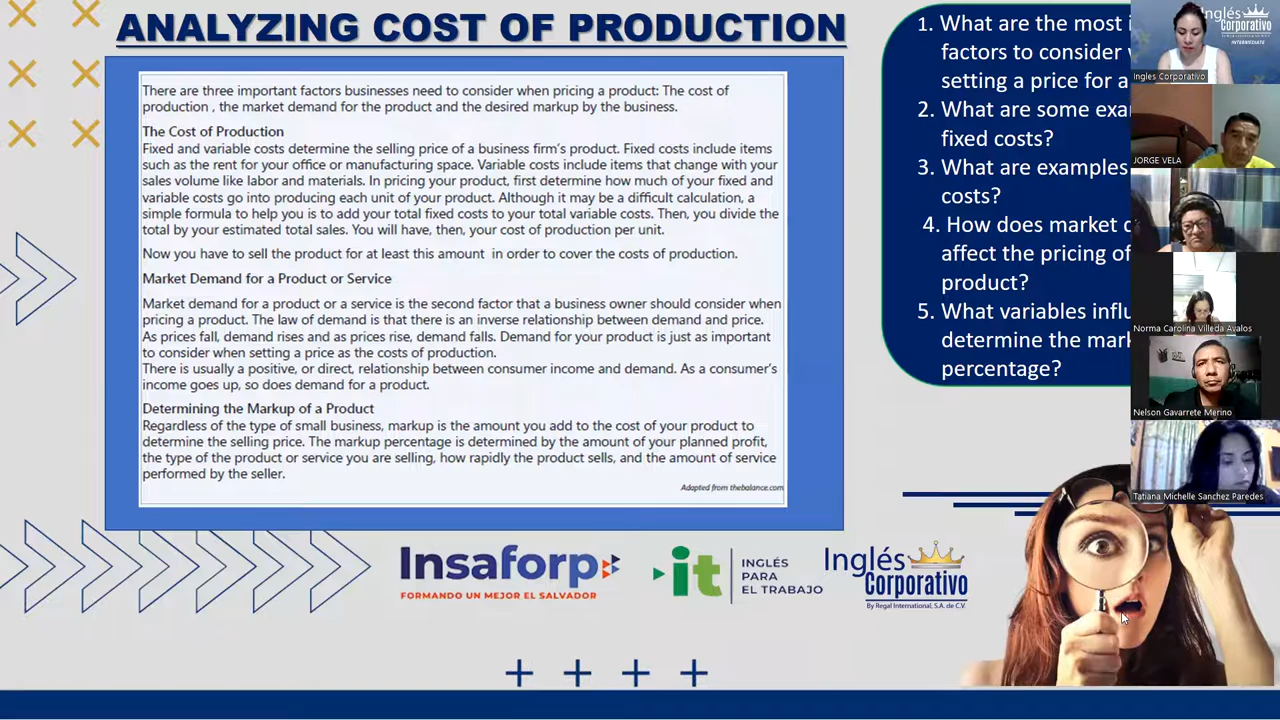 ANALYZING COST OF PRODUCTION
There are three important factors businesses need to consider when pricing a product: The cost of
production , the market demand for the product and the desired markup by the business.
The Cost of Production
Fixed and variable costs determine the selling price of a business firm's product. Fixed costs include items
such as the rent for your office or manufacturing space. Variable costs include items that change with your
sales volume like labor and materials. In pricing your product, first determine how much of your fixed and
variable costs go into producing each unit of your product. Although it may be a difficult calculation, a
simple formula to help you is to add your total fixed costs to your total variable costs. Then, you divide the
total by your estimated total sales. You will have, then, your cost of production per unit.
Now you have to sell the product for at least this amount in order to cover the costs of production.
Market Demand for a Product or Service
Market demand for a product or a service is the second factor that a business owner should consider when
pricing a product. The law of demand is that there is an inverse relationship between demand and price.
As prices fall, demand rises and as prices rise, demand falls. Demand for your product is just as important
to consider when setting a price as the costs of production.
There is usually a positive, or direct, relationship between consumer income and demand. As a consumer's
income goes up, so does demand for a product.
Determining the Markup of a Product
Regardless of the type of small business, markup is the amount you add to the cost of your product to
determine the selling price. The markup percentage is determined by the amount of your planned profit,
the type of the product or service you are selling, how rapidly the product sells, and the amount of service
performed by the seller.
Adapted from thebalance.com
1. What are the most
factors to consider
setting a price for a
2. What are some
fixed costs?
3. What are examples
costs?
4. How does market
affect the pricing of
product?
5. What variables
determine the
percentage?
Inglés
Corporativo
INTERMEDIATE
Ingles Corporativo
JORGE VELA
Norma Carolina Villeda Avalos
Nelson Gavarrete Merino
Tatiana Michelle Sanchez Paredes
Insaforp
FORMANDO UN MEJOR EL SALVADOR
it
INGLÉS
PARA
EL TRABAJO
Inglés
Corporativo
By Regal International, S.A. de C.V.